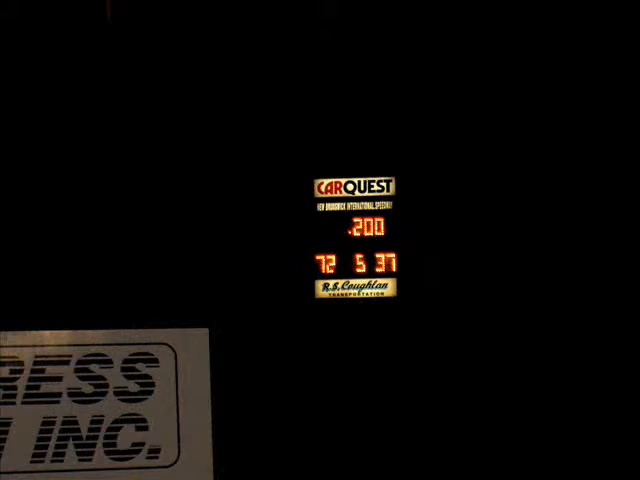 CARQUEST
NEW BRUNSWICK INTERNATIONAL SPEEDWAY
.200
72 5 37
R.S. Coughlan
TRANSPORTATION
RESS
INC.